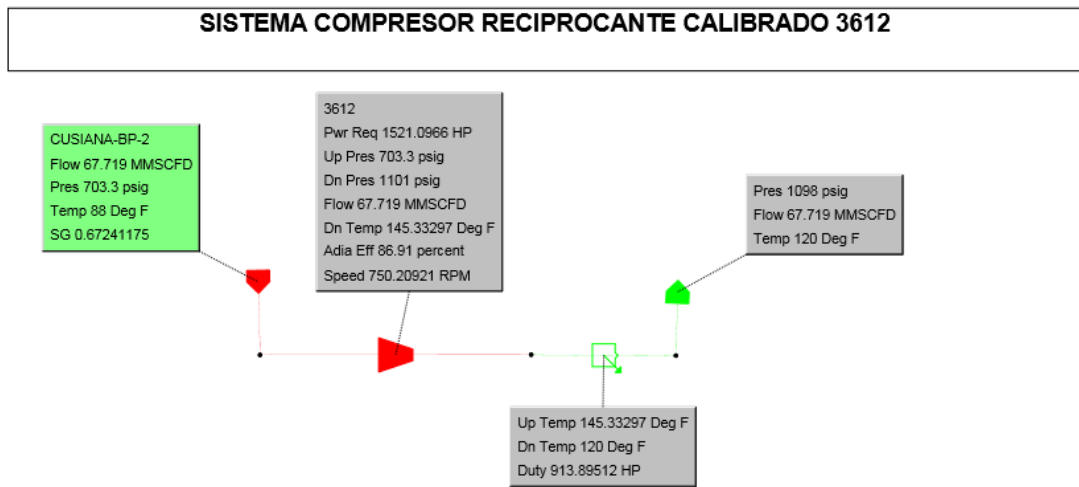 SISTEMA COMPRESOR RECIPROCANTE CALIBRADO 3612
CUSIANA-BP-2
Flow 67.719 MMSCFD
Pres 703.3 psig
Temp 88 Deg F
SG 0.67241175
3612
Pwr Req 1521.0966 HP
Up Pres 703.3 psig
Dn Pres 1101 psig
Flow 67.719 MMSCFD
Dn Temp 145.33297 Deg F
Adia Eff 86.91 percent
Speed 750.20921 RPM
Pres 1098 psig
Flow 67.719 MMSCFD
Temp 120 Deg F
Up Temp 145.33297 Deg F
Dn Temp 120 Deg F
Duty 913.89512 HP